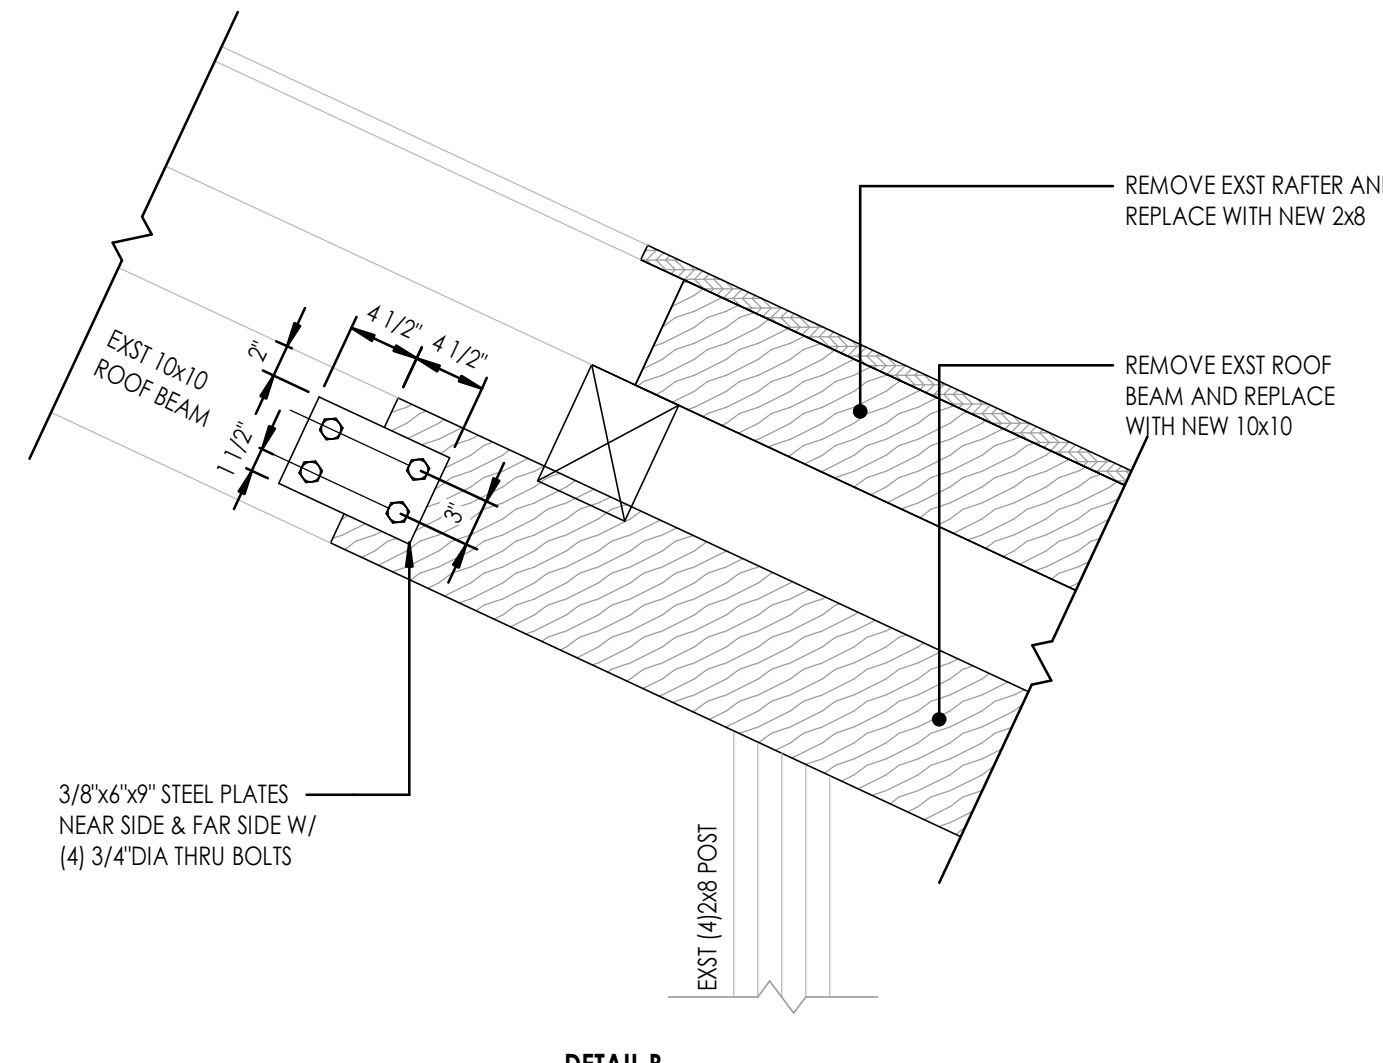 REMOVE EXST RAFTER AN
REPLACE WITH NEW 2x8
REMOVE EXST ROOF
BEAM AND REPLACE
WITH NEW 10x10
4 1/2"
4 1/2"
2"
1 1/2"
3"
EXST 10x10
ROOF BEAM
3/8"x6"x9" STEEL PLATES
NEAR SIDE & FAR SIDE W/
(4) 3/4"DIA THRU BOLTS
EXST (4)2x8 POST
DETAIL B